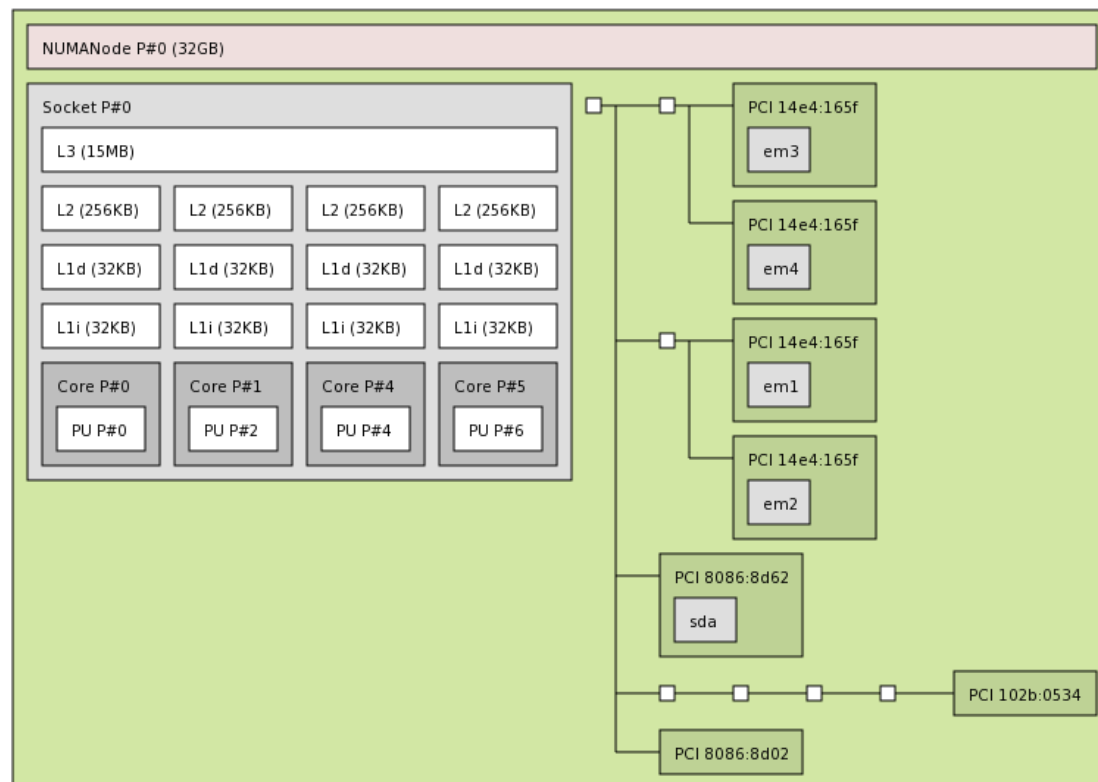 NUMANode P#0 (32GB)
Socket P#0
L3 (15MB)
L2 (256KB) L2 (256KB) L2 (256KB) L2 (256KB)
L1d (32KB) L1d (32KB) L1d (32KB) L1d (32KB)
L1i (32KB) L1i (32KB) L1i (32KB) L1i (32KB)
Core P#0 Core P#1 Core P#4 Core P#5
PU P#0 PU P#2 PU P#4 PU P#6
PCI 14e4:165f
em3
PCI 14e4:165f
em4
PCI 14e4:165f
em1
PCI 14e4:165f
em2
PCI 8086:8d62
sda
PCI 102b:0534
PCI 8086:8d02